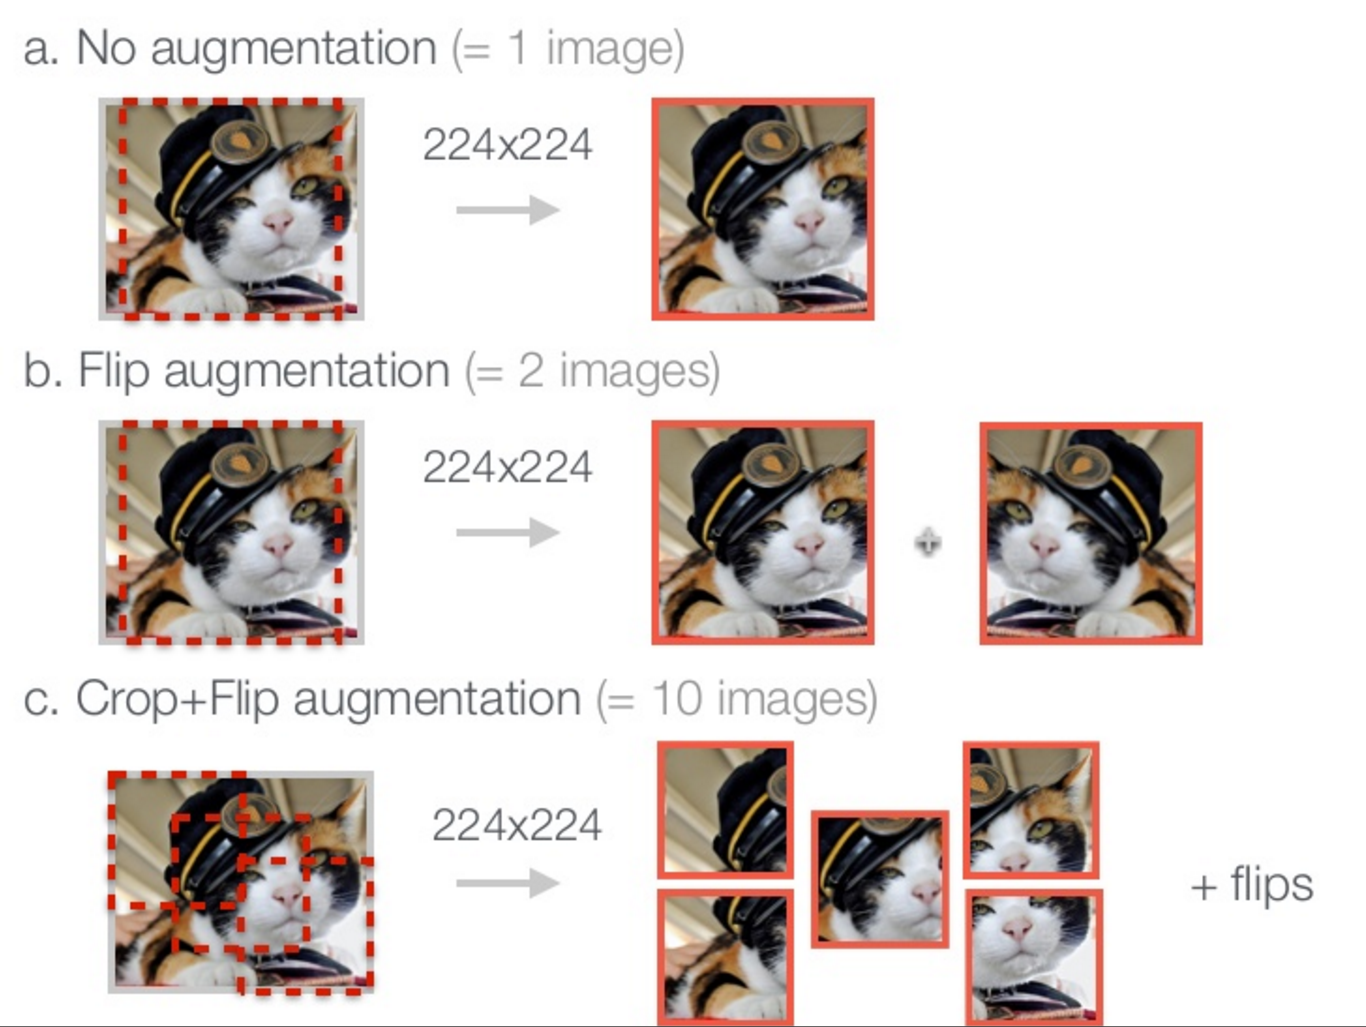 a. No augmentation (= 1 image)
224x224
b. Flip augmentation (= 2 images)
224x224
+
c. Crop+Flip augmentation (= 10 images)
224x224
+ flips